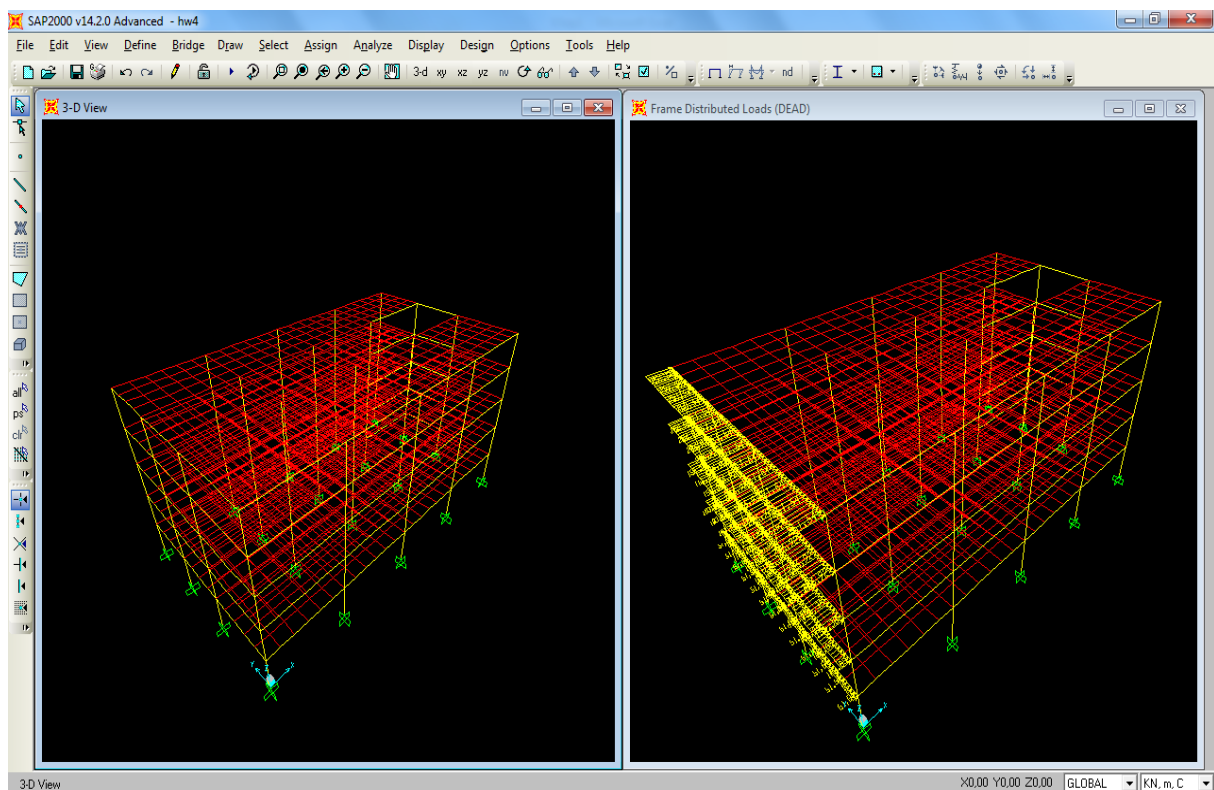 SAP2000 v14.2.0 Advanced - hw4
File Edit View Define Bridge Draw Select Assign Analyze Display Design Options Tools Help
3-d xy xz yz nv nd
3-D View
Frame Distributed Loads (DEAD)
all
ps
clr
3-D View
X0,00 Y0,00 Z0,00
GLOBAL
KN, m, C